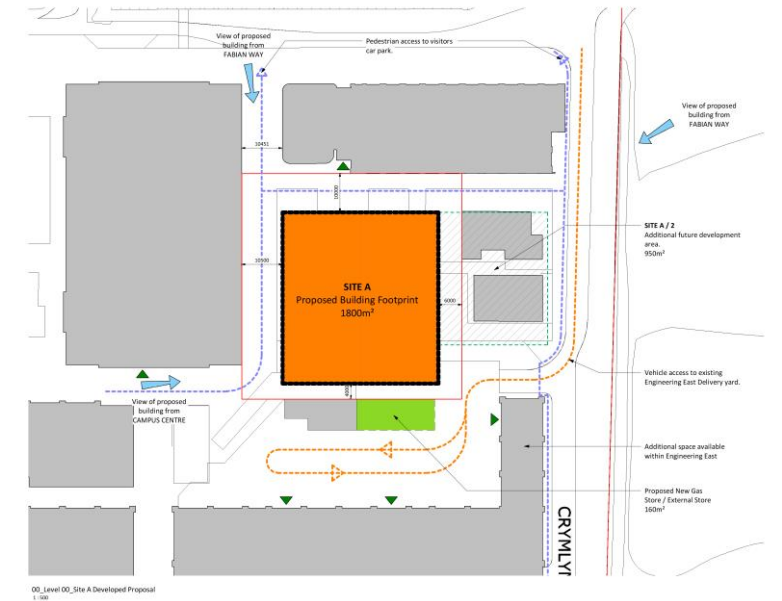 View of proposed
building from
FABIAN WAY
Pedestrian access to visitors
car park.
View of proposed
building from
FABIAN WAY
10451
10000
SITE A / 2
Additional future development
area.
950m²
10500
SITE A
Proposed Building Footprint
1800m²
6000
Vehicle access to existing
Engineering East Delivery yard.
4000
View of proposed
building from
CAMPUS CENTRE
Additional space available
within Engineering East
Proposed New Gas
Store / External Store
160m²
CRYMLY
00_Level 00_Site A Developed Proposal
1 : 500